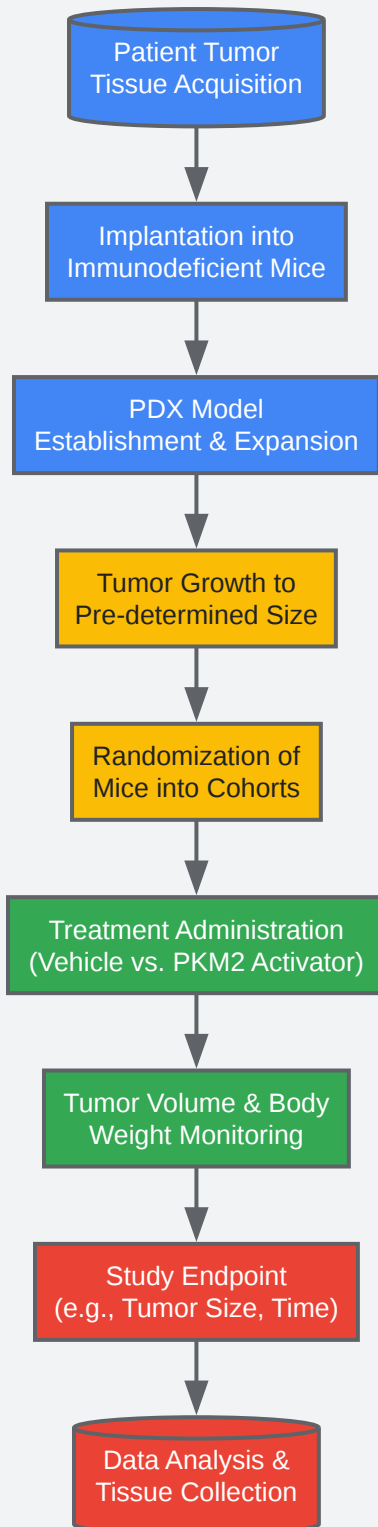 Patient Tumor
Tissue Acquisition
Implantation into
Immunodeficient Mice
PDX Model
Establishment & Expansion
Tumor Growth to
Pre-determined Size
Randomization of
Mice into Cohorts
Treatment Administration
(Vehicle vs. PKM2 Activator)
Tumor Volume & Body
Weight Monitoring
Study Endpoint
(e.g., Tumor Size, Time)
Data Analysis &
Tissue Collection